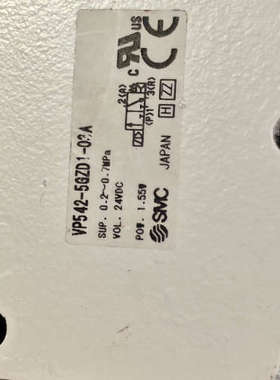 VP542-5GZD1-03A
SUP. 0.2~0.7MPa
VOL. 24VDC
POW. 1.55W
SMC
JAPAN
2(A)
(P)1 3(R)
H ZZ
C US
CE